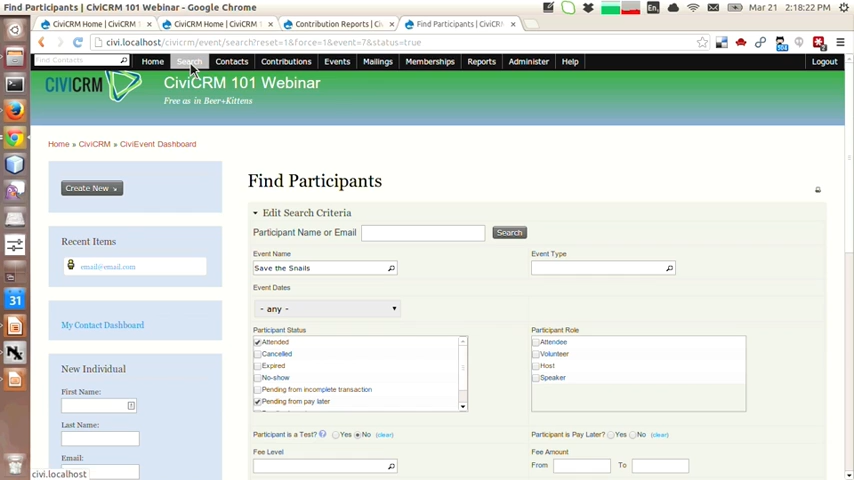 Find Participants | CiviCRM 101 Webinar - Google Chrome
En
Mar 21
2:18:22 PM
CiviCRM Home | CiviCRM 1
CiviCRM Home | CiviCRM 1
Contribution Reports | Civi
Find Participants | CiviCR
civi.localhost/civicrm/event/search?reset=1&force=1&event=7&status=true
Find Contacts
Home
Search
Contacts
Contributions
Events
Mailings
Memberships
Reports
Administer
Help
Logout
CIVICRM
CiviCRM 101 Webinar
Free as in Beer+Kittens
Home » CiviCRM » CiviEvent Dashboard
Create New
Recent Items
email@email.com
My Contact Dashboard
New Individual
First Name:
Last Name:
Email:
Find Participants
Edit Search Criteria
Participant Name or Email
Search
Event Name
Event Type
Save the Snails
Event Dates
- any -
Participant Status
Participant Role
Attended
Cancelled
Expired
No-show
Pending from incomplete transaction
Pending from pay later
Attendee
Volunteer
Host
Speaker
Participant is a Test?
Yes
No
(clear)
Participant is Pay Later?
Yes
No
(clear)
Fee Level
Fee Amount
From
To
31
civi.localhost